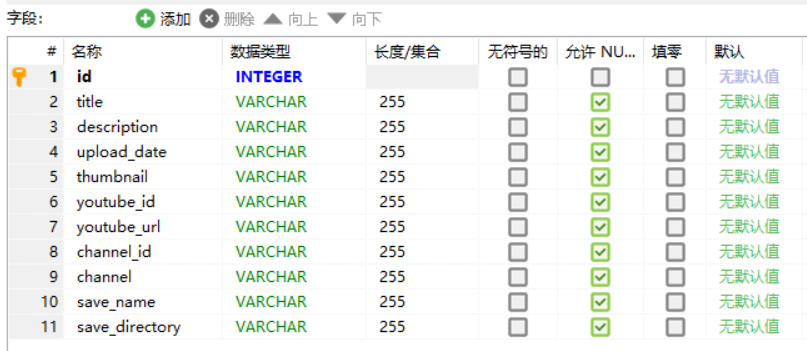 字段: 添加 删除 向上 向下
# 名称 数据类型 长度/集合 无符号的 允许 NU... 填零 默认
1 id INTEGER 无默认值
2 title VARCHAR 255 无默认值
3 description VARCHAR 255 无默认值
4 upload_date VARCHAR 255 无默认值
5 thumbnail VARCHAR 255 无默认值
6 youtube_id VARCHAR 255 无默认值
7 youtube_url VARCHAR 255 无默认值
8 channel_id VARCHAR 255 无默认值
9 channel VARCHAR 255 无默认值
10 save_name VARCHAR 255 无默认值
11 save_directory VARCHAR 255 无默认值